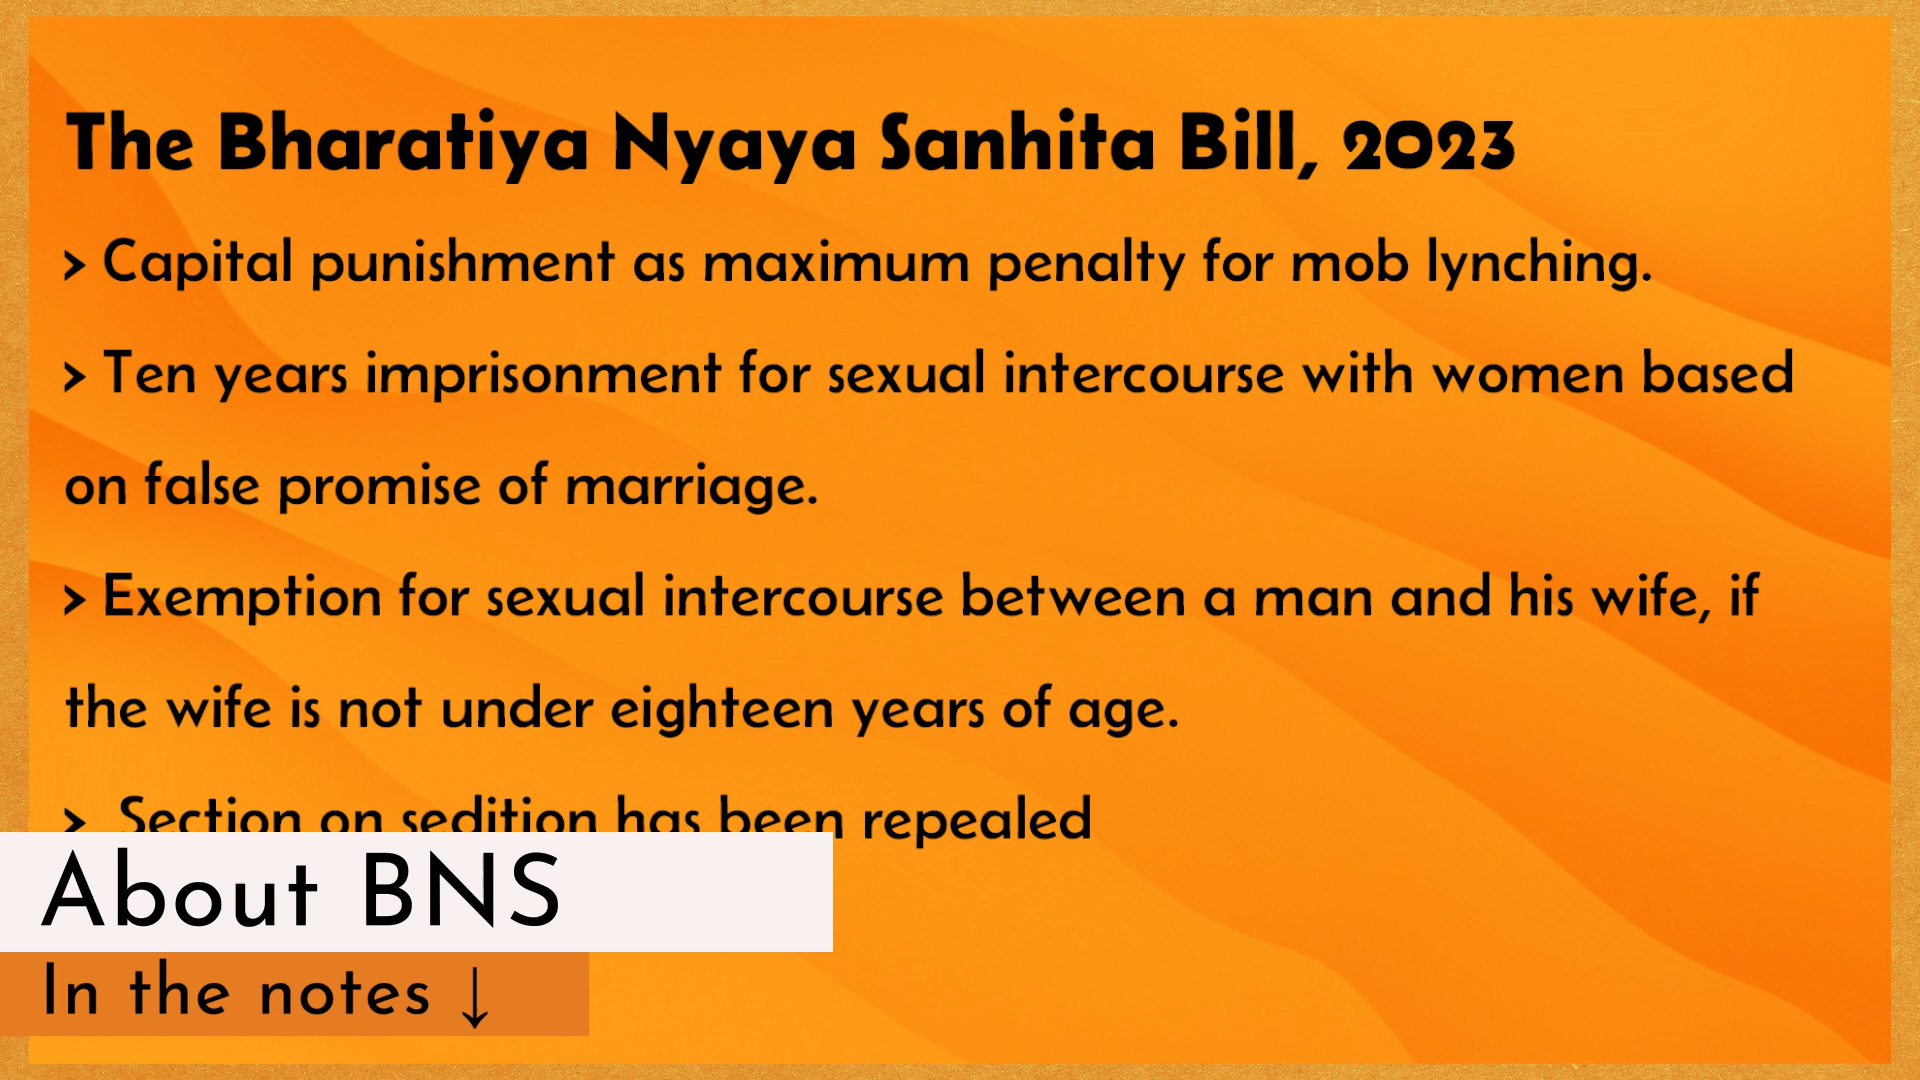 The Bharatiya Nyaya Sanhita Bill, 2023
> Capital punishment as maximum penalty for mob lynching.
> Ten years imprisonment for sexual intercourse with women based
on false promise of marriage.
> Exemption for sexual intercourse between a man and his wife, if
the wife is not under eighteen years of age.
> Section on sedition has been repealed
About BNS
In the notes ↓